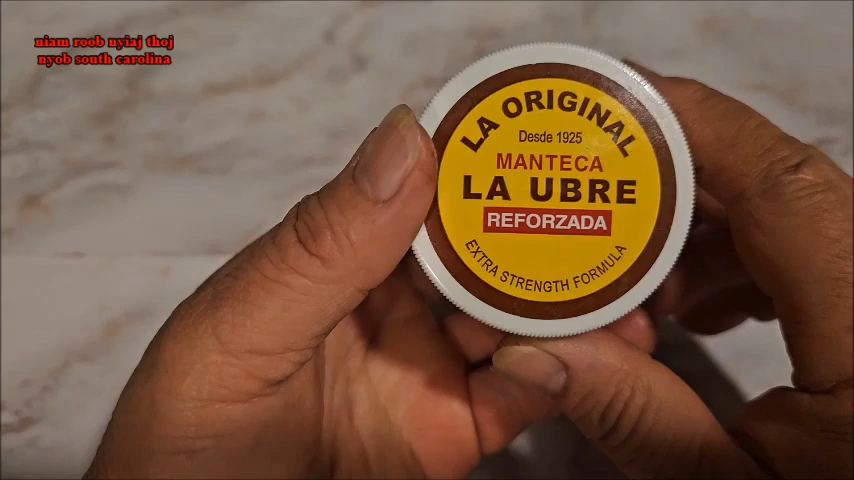 niam roob nyiaj thoj
nyob south carolina
LA ORIGINAL
Desde 1925
MANTECA
LA UBRE
REFORZADA
EXTRA STRENGTH FORMULA